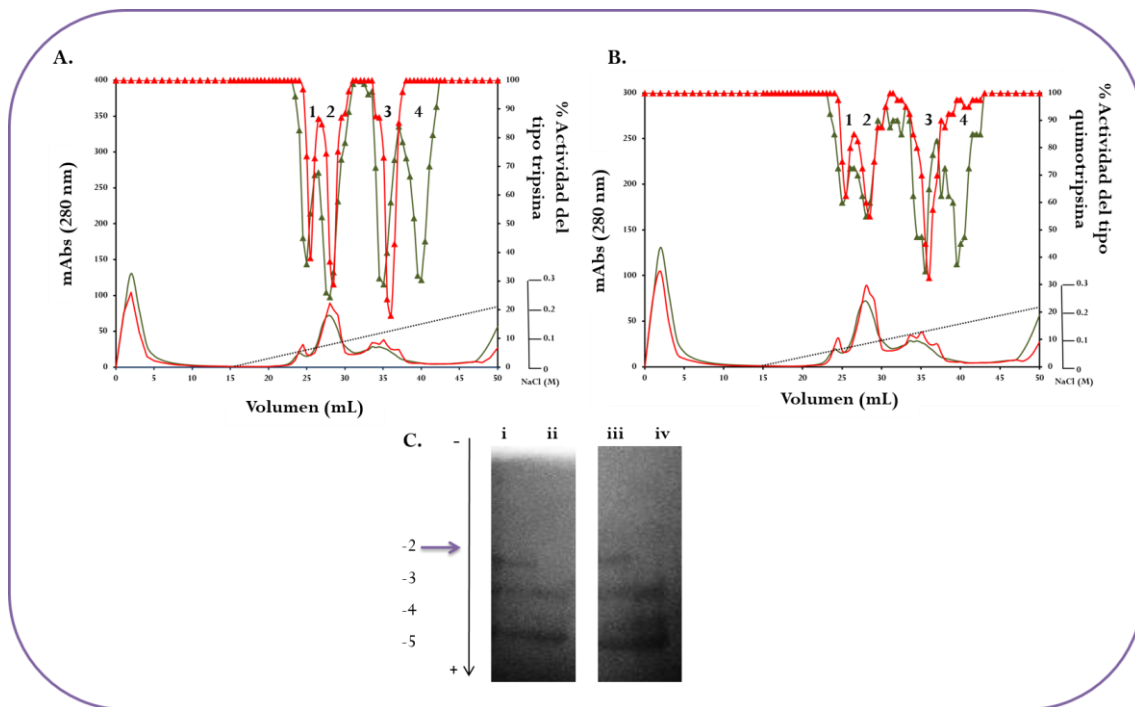 A.
400
350
300
250
200
150
100
50
0
mAbs (280 nm)
0 5 10 15 20 25 30 35 40 45 50
Volumen (mL)
1 2 3 4
100
90
80
70
60
50
40
30
20
10
0
% Actividad del
tipo tripsina
0.3
0.2
0.1
0
NaCl (M)
B.
300
250
200
150
100
50
0
mAbs (280 nm)
0 5 10 15 20 25 30 35 40 45 50
Volumen (mL)
1 2 3 4
100
90
80
70
60
50
40
30
20
10
0
% Actividad del tipo
quimotripsina
0.3
0.2
0.1
0
NaCl (M)
C.
i ii iii iv
-
-2
-3
-4
-5
+